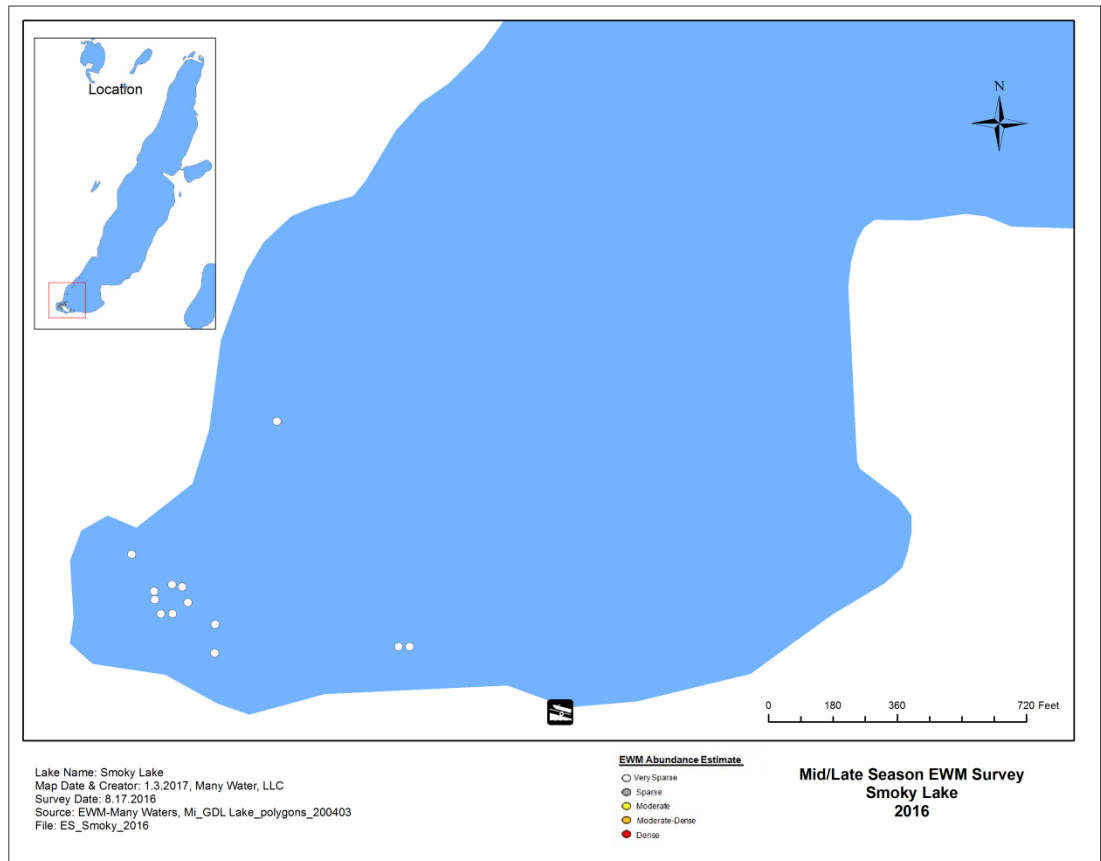 Location
N
0 180 360 720 Feet
Lake Name: Smoky Lake
Map Date & Creator: 1.3.2017, Many Water, LLC
Survey Date: 8.17.2016
Source: EWM-Many Waters, Mi_GDL Lake_polygons_200403
File: ES_Smoky_2016
EWM Abundance Estimate
Very Sparse
Sparse
Moderate
Moderate-Dense
Dense
Mid/Late Season EWM Survey
Smoky Lake
2016